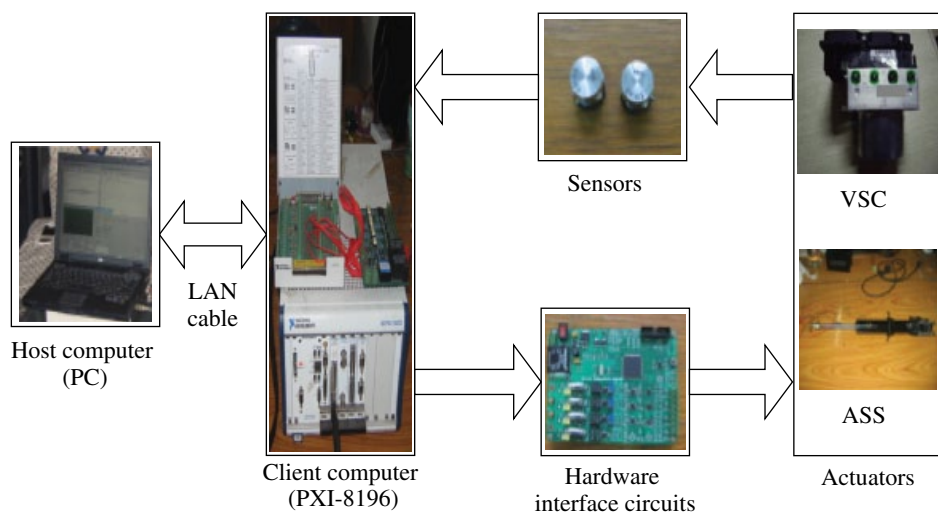 Sensors
VSC
LAN
cable
Host computer
(PC)
ASS
Client computer
(PXI-8196)
Hardware
interface circuits
Actuators